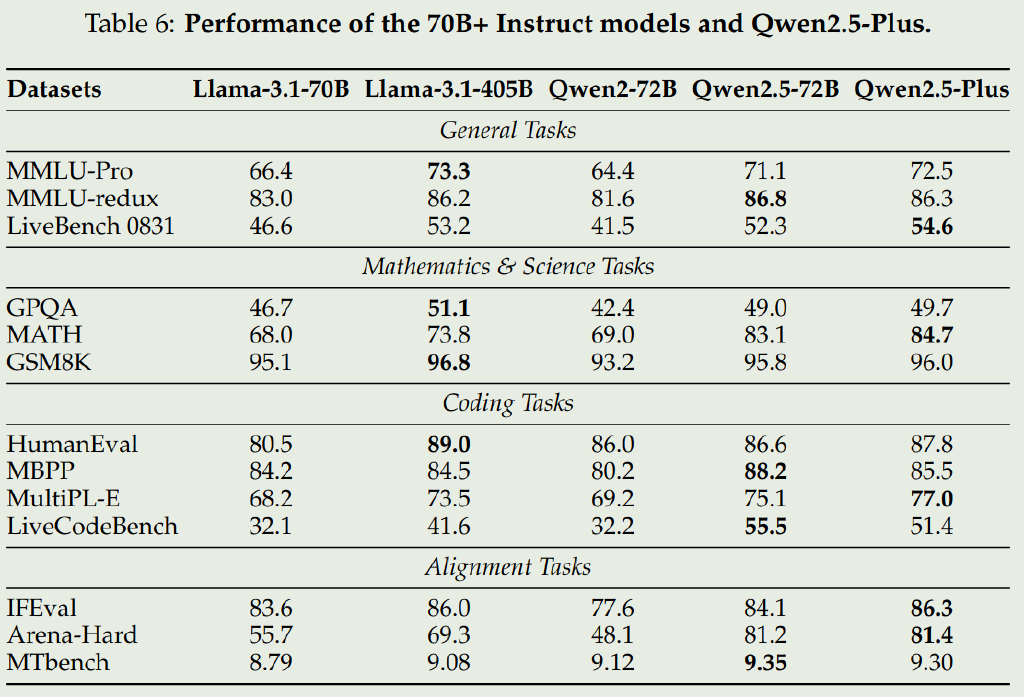 Table 6: Performance of the 70B+ Instruct models and Qwen2.5-Plus.
Datasets Llama-3.1-70B Llama-3.1-405B Qwen2-72B Qwen2.5-72B Qwen2.5-Plus
General Tasks
MMLU-Pro 66.4 73.3 64.4 71.1 72.5
MMLU-redux 83.0 86.2 81.6 86.8 86.3
LiveBench 0831 46.6 53.2 41.5 52.3 54.6
Mathematics & Science Tasks
GPQA 46.7 51.1 42.4 49.0 49.7
MATH 68.0 73.8 69.0 83.1 84.7
GSM8K 95.1 96.8 93.2 95.8 96.0
Coding Tasks
HumanEval 80.5 89.0 86.0 86.6 87.8
MBPP 84.2 84.5 80.2 88.2 85.5
MultiPL-E 68.2 73.5 69.2 75.1 77.0
LiveCodeBench 32.1 41.6 32.2 55.5 51.4
Alignment Tasks
IFEval 83.6 86.0 77.6 84.1 86.3
Arena-Hard 55.7 69.3 48.1 81.2 81.4
MTbench 8.79 9.08 9.12 9.35 9.30